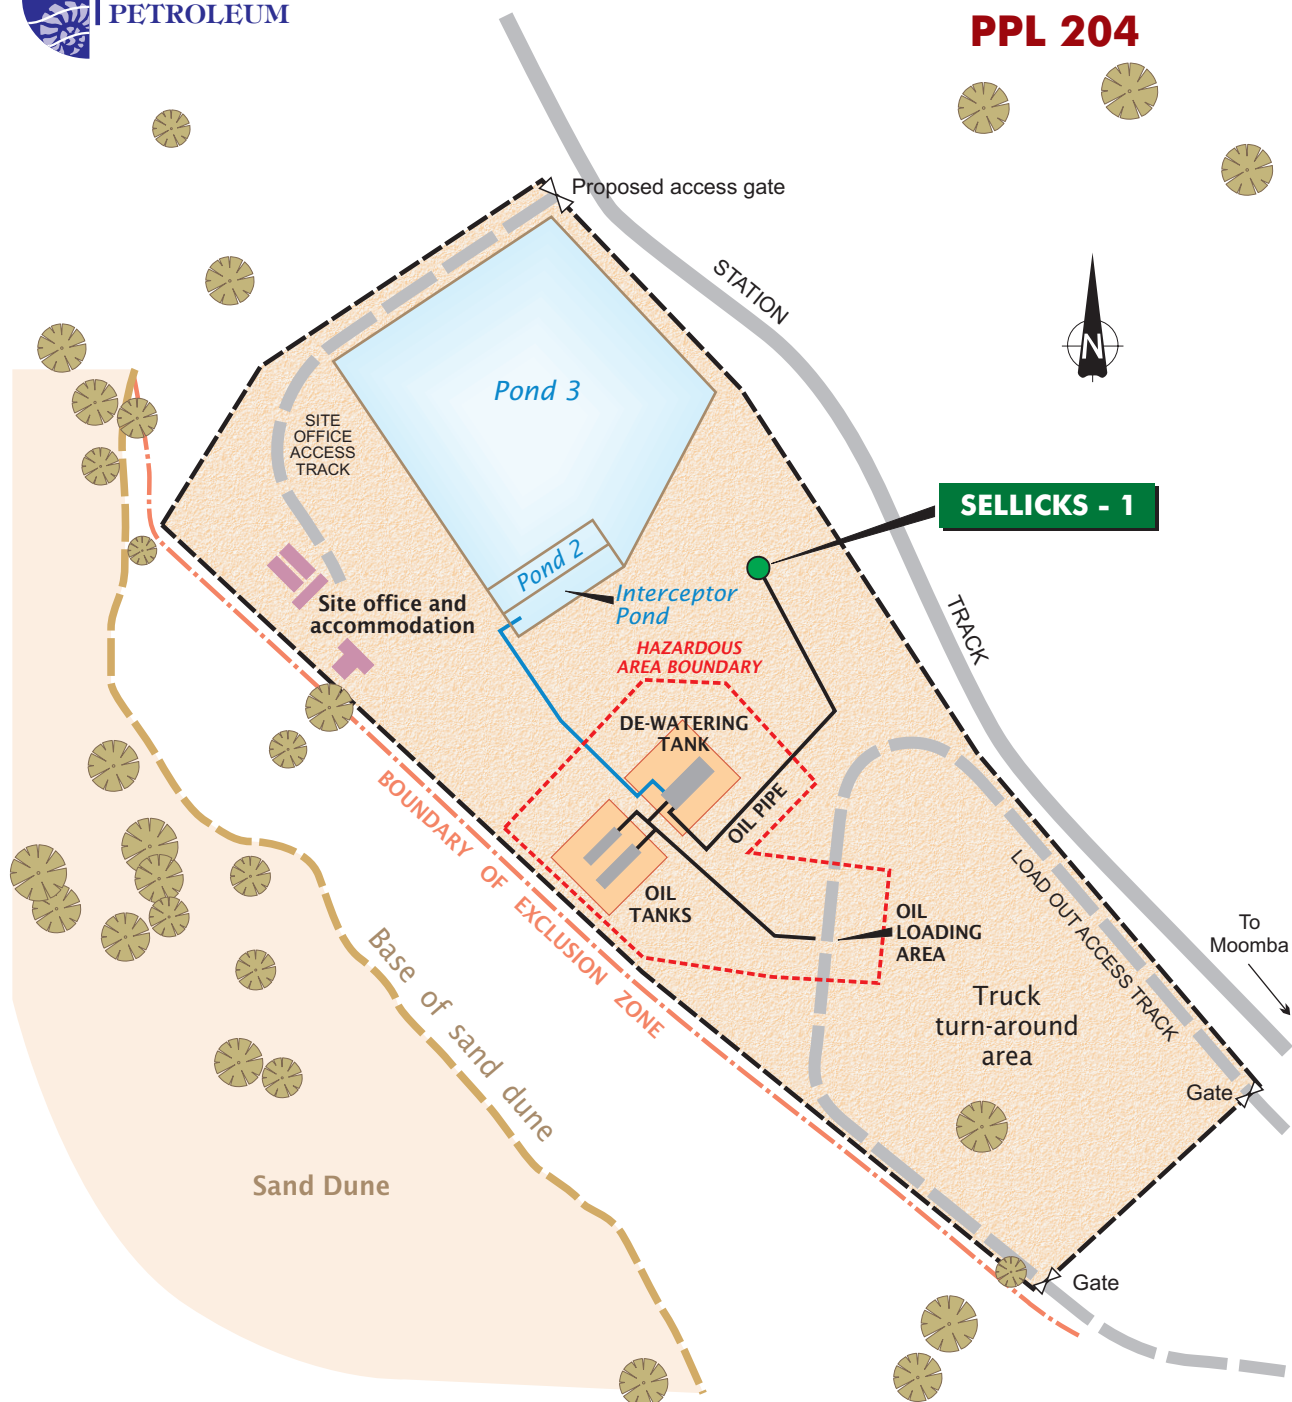 PETROLEUM
PPL 204
Proposed access gate
STATION
N
Pond 3
SITE
OFFICE
ACCESS
TRACK
SELLICKS - 1
Pond 2
Interceptor
Pond
Site office and
accommodation
TRACK
HAZARDOUS
AREA BOUNDARY
DE-WATERING
TANK
OIL PIPE
BOUNDARY OF EXCLUSION ZONE
OIL
TANKS
OIL
LOADING
AREA
LOAD OUT ACCESS TRACK
To
Moomba
Base of sand dune
Truck
turn-around
area
Gate
Sand Dune
Gate